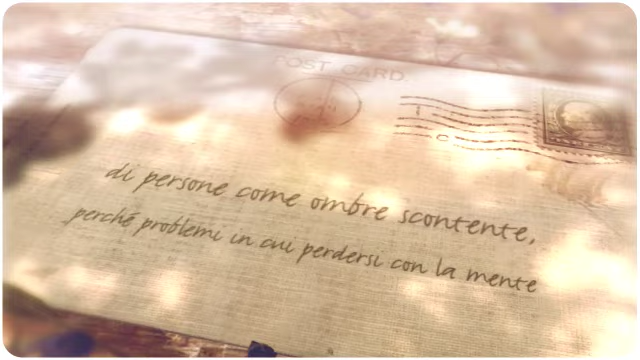 POST CARD.
di persone come ombre scontente,
perché problemi in cui perdersi con la mente